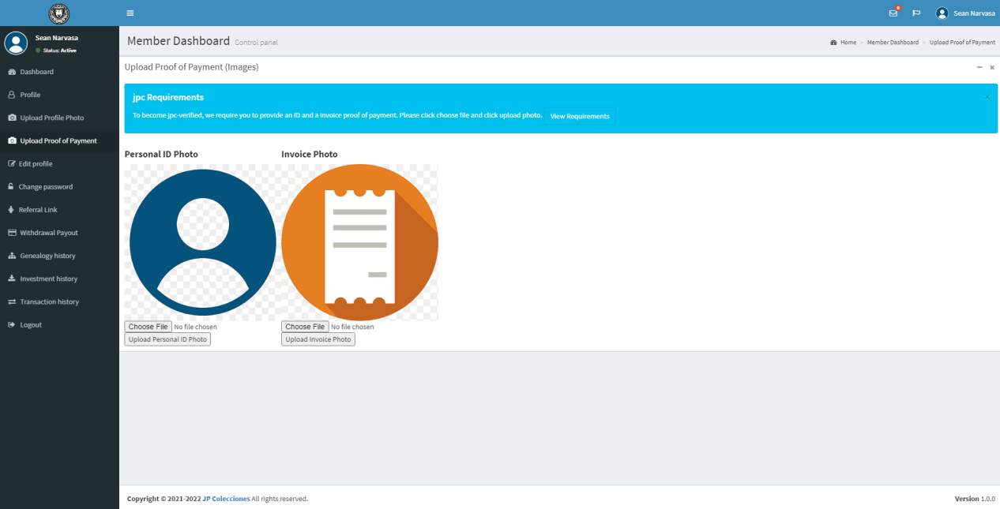 Sean Narvasa
Sean Narvasa
Status: Active
Dashboard
Profile
Upload Profile Photo
Upload Proof of Payment
Edit profile
Change password
Referral Link
Withdrawal Payout
Genealogy history
Investment history
Transaction history
Logout
Member Dashboard Control panel
Home > Member Dashboard > Upload Proof of Payment
Upload Proof of Payment (Images)
jpc Requirements
To become jpc-verified, we require you to provide an ID and a invoice proof of payment. Please click choose file and click upload photo. View Requirements
Personal ID Photo
Choose File No file chosen
Upload Personal ID Photo
Invoice Photo
Choose File No file chosen
Upload Invoice Photo
Copyright © 2021-2022 JP Colecciones All rights reserved.
Version 1.0.0